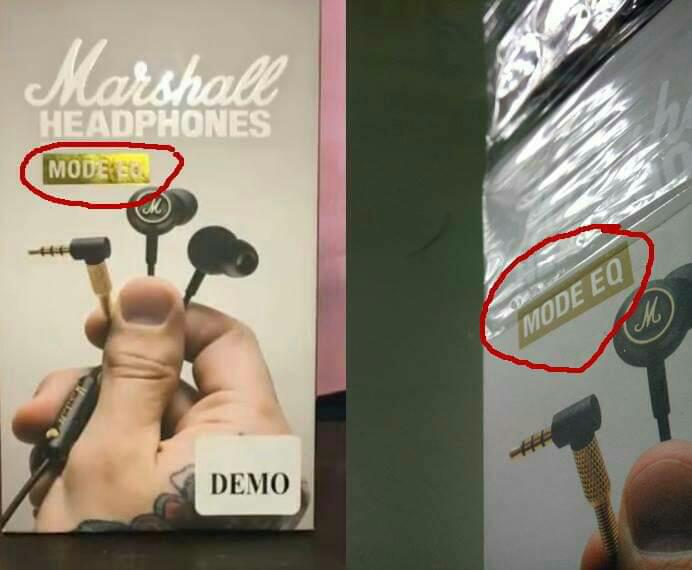 Marshall
HEADPHONES
MODE EQ
M
DEMO
MODE EQ
M